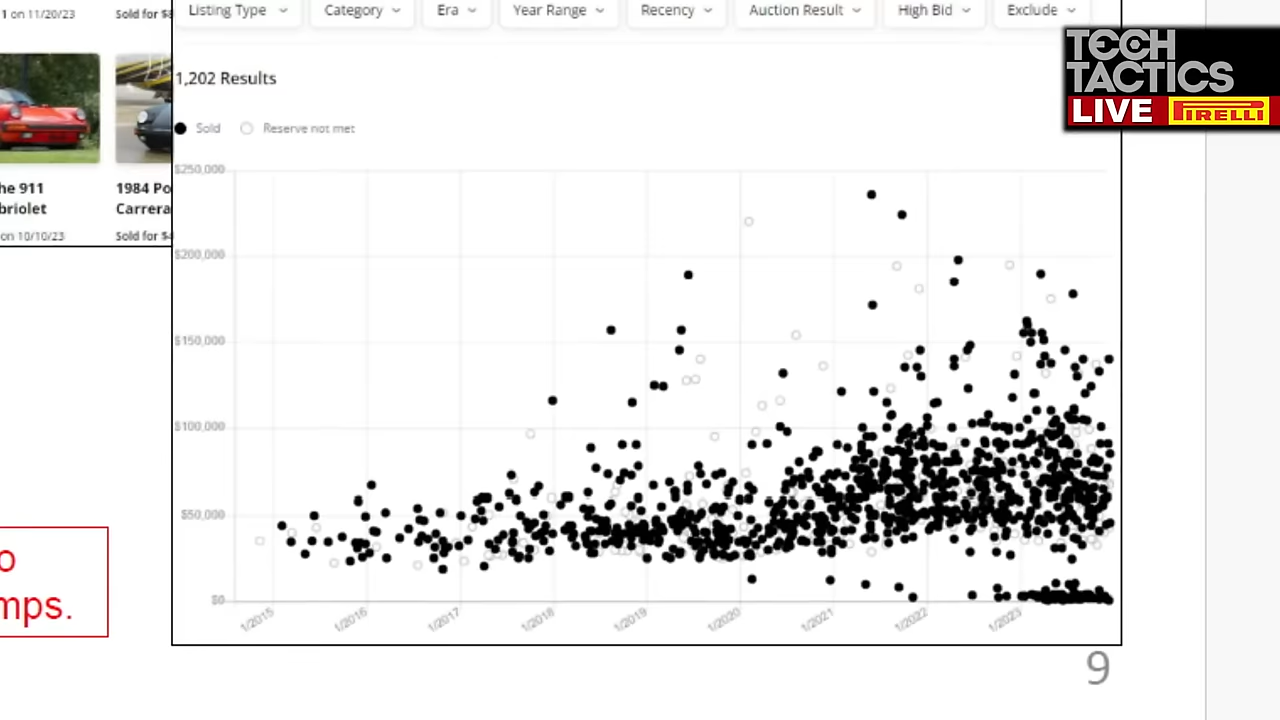 1 on 11/20/23
Sold for $
Listing Type
Category
Era
Year Range
Recency
Auction Result
High Bid
Exclude
TECH
TACTICS
LIVE
PIRELLI
1,202 Results
Sold
Reserve not met
he 911
briolet
on 10/10/23
1984 Po
Carrera
Sold for $
$250,000
$200,000
$150,000
$100,000
$50,000
$0
1/2015
1/2016
1/2017
1/2018
1/2019
1/2020
1/2021
1/2022
1/2023
o
mps.
9